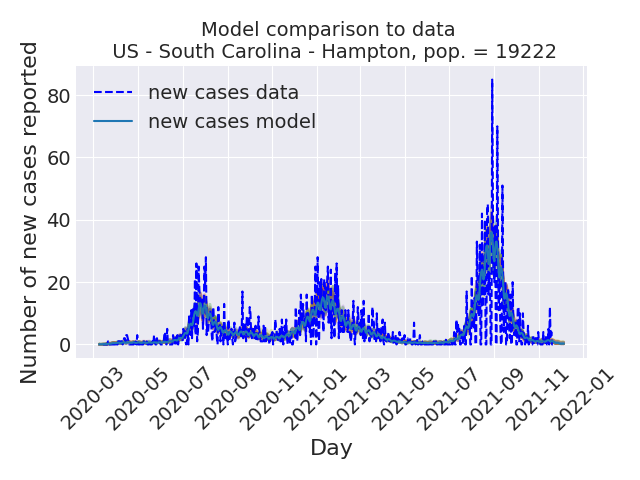 Model comparison to data
US - South Carolina - Hampton, pop. = 19222
Number of new cases reported
80
60
40
20
0
new cases data
new cases model
2020-03
2020-05
2020-07
2020-09
2020-11
2021-01
2021-03
2021-05
2021-07
2021-09
2021-11
2022-01
Day